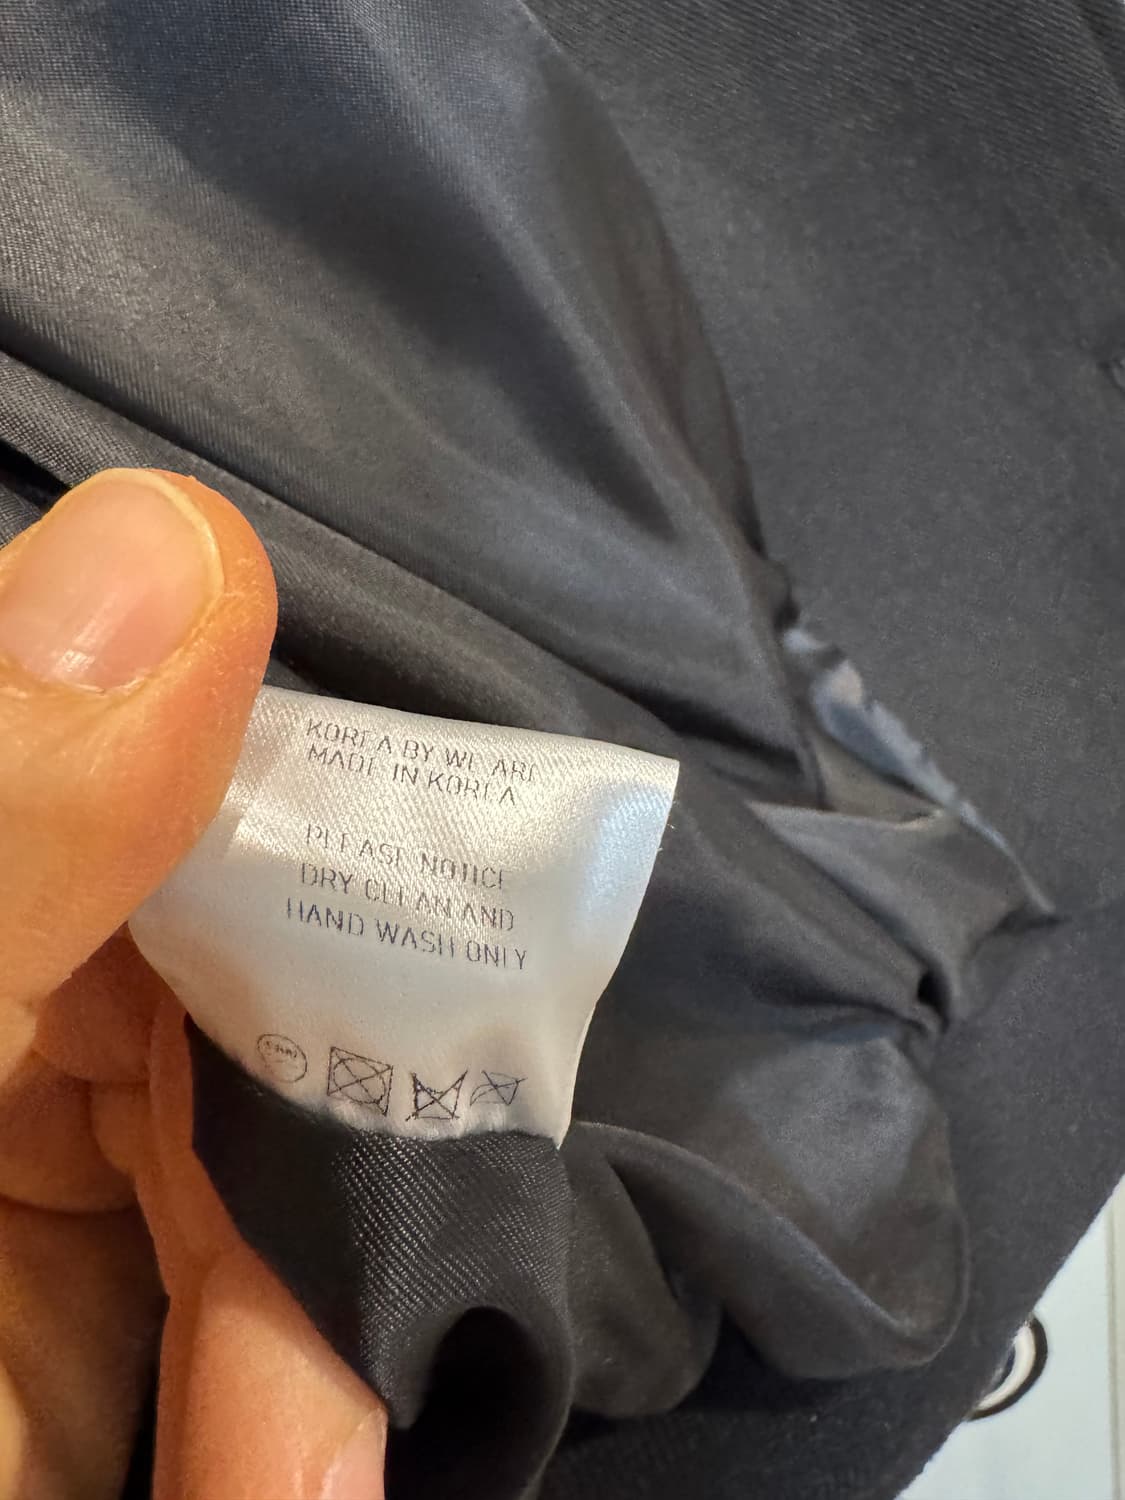 KOREA BY WE ARE
MADE IN KOREA
PLEASE NOTICE
DRY CLEAN AND
HAND WASH ONLY